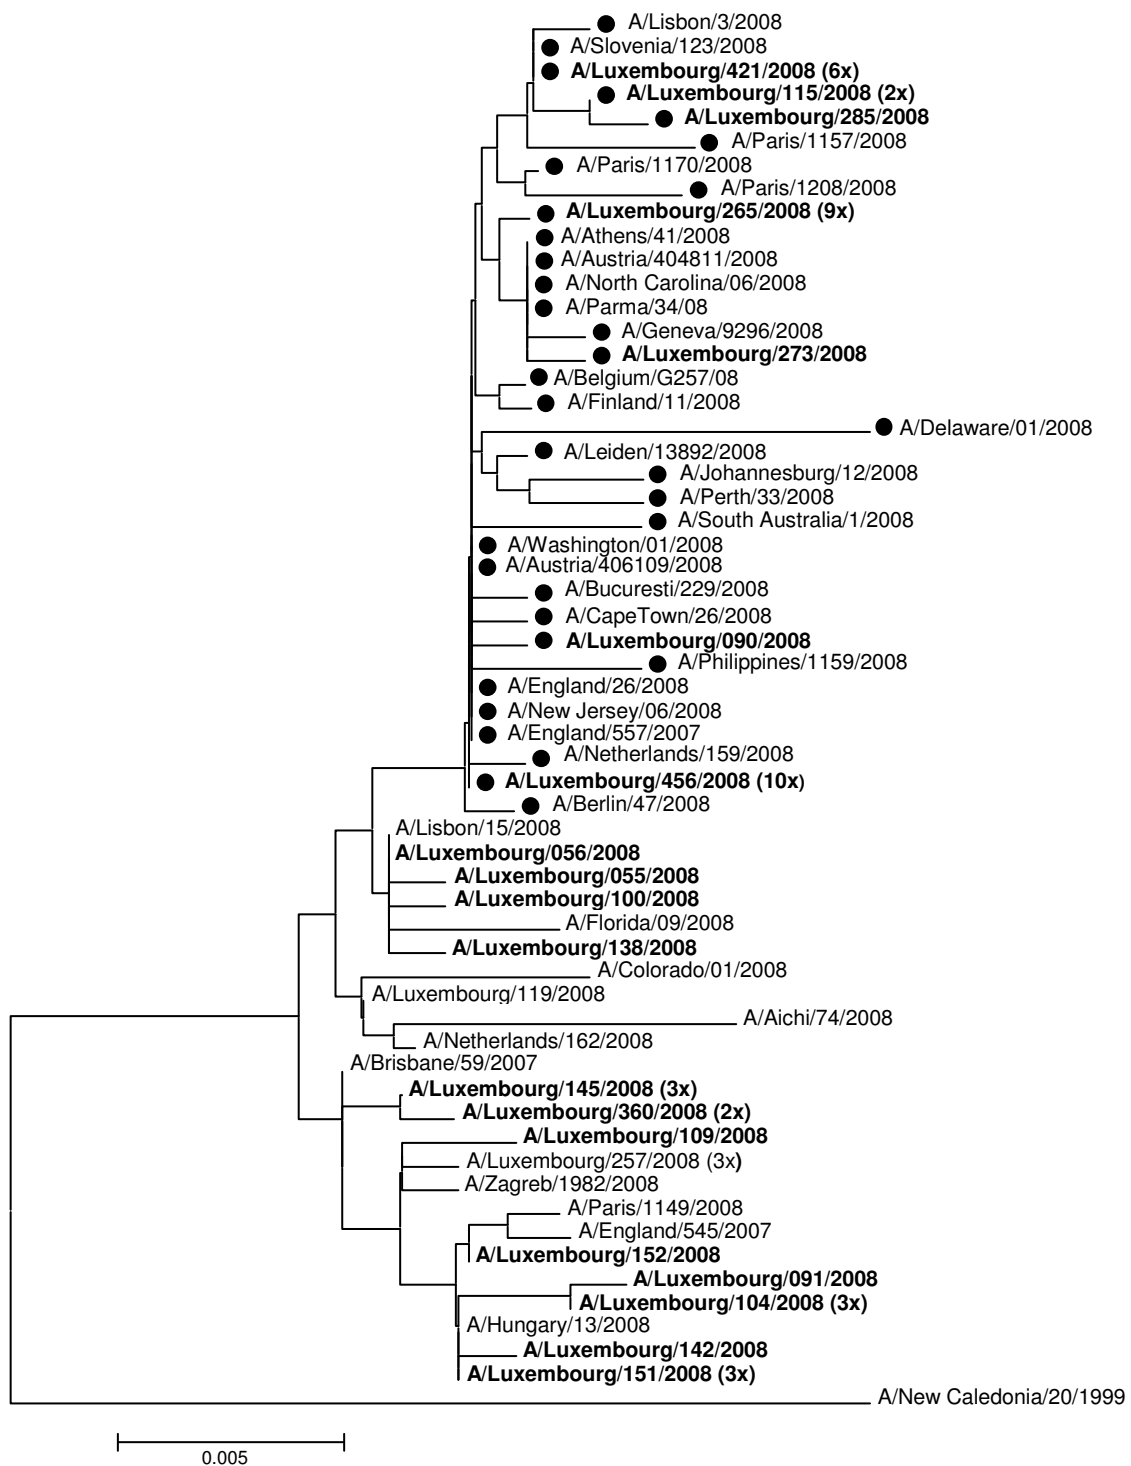 A/Lisbon/3/2008
A/Slovenia/123/2008
A/Luxembourg/421/2008 (6x)
A/Luxembourg/115/2008 (2x)
A/Luxembourg/285/2008
A/Paris/1157/2008
A/Paris/1170/2008
A/Paris/1208/2008
A/Luxembourg/265/2008 (9x)
A/Athens/41/2008
A/Austria/404811/2008
A/North Carolina/06/2008
A/Parma/34/08
A/Geneva/9296/2008
A/Luxembourg/273/2008
A/Belgium/G257/08
A/Finland/11/2008
A/Delaware/01/2008
A/Leiden/13892/2008
A/Johannesburg/12/2008
A/Perth/33/2008
A/South Australia/1/2008
A/Washington/01/2008
A/Austria/406109/2008
A/Bucuresti/229/2008
A/CapeTown/26/2008
A/Luxembourg/090/2008
A/Philippines/1159/2008
A/England/26/2008
A/New Jersey/06/2008
A/England/557/2007
A/Netherlands/159/2008
A/Luxembourg/456/2008 (10x)
A/Berlin/47/2008
A/Lisbon/15/2008
A/Luxembourg/056/2008
A/Luxembourg/055/2008
A/Luxembourg/100/2008
A/Florida/09/2008
A/Luxembourg/138/2008
A/Colorado/01/2008
A/Luxembourg/119/2008
A/Aichi/74/2008
A/Netherlands/162/2008
A/Brisbane/59/2007
A/Luxembourg/145/2008 (3x)
A/Luxembourg/360/2008 (2x)
A/Luxembourg/109/2008
A/Luxembourg/257/2008 (3x)
A/Zagreb/1982/2008
A/Paris/1149/2008
A/England/545/2007
A/Luxembourg/152/2008
A/Luxembourg/091/2008
A/Luxembourg/104/2008 (3x)
A/Hungary/13/2008
A/Luxembourg/142/2008
A/Luxembourg/151/2008 (3x)
A/New Caledonia/20/1999
0.005